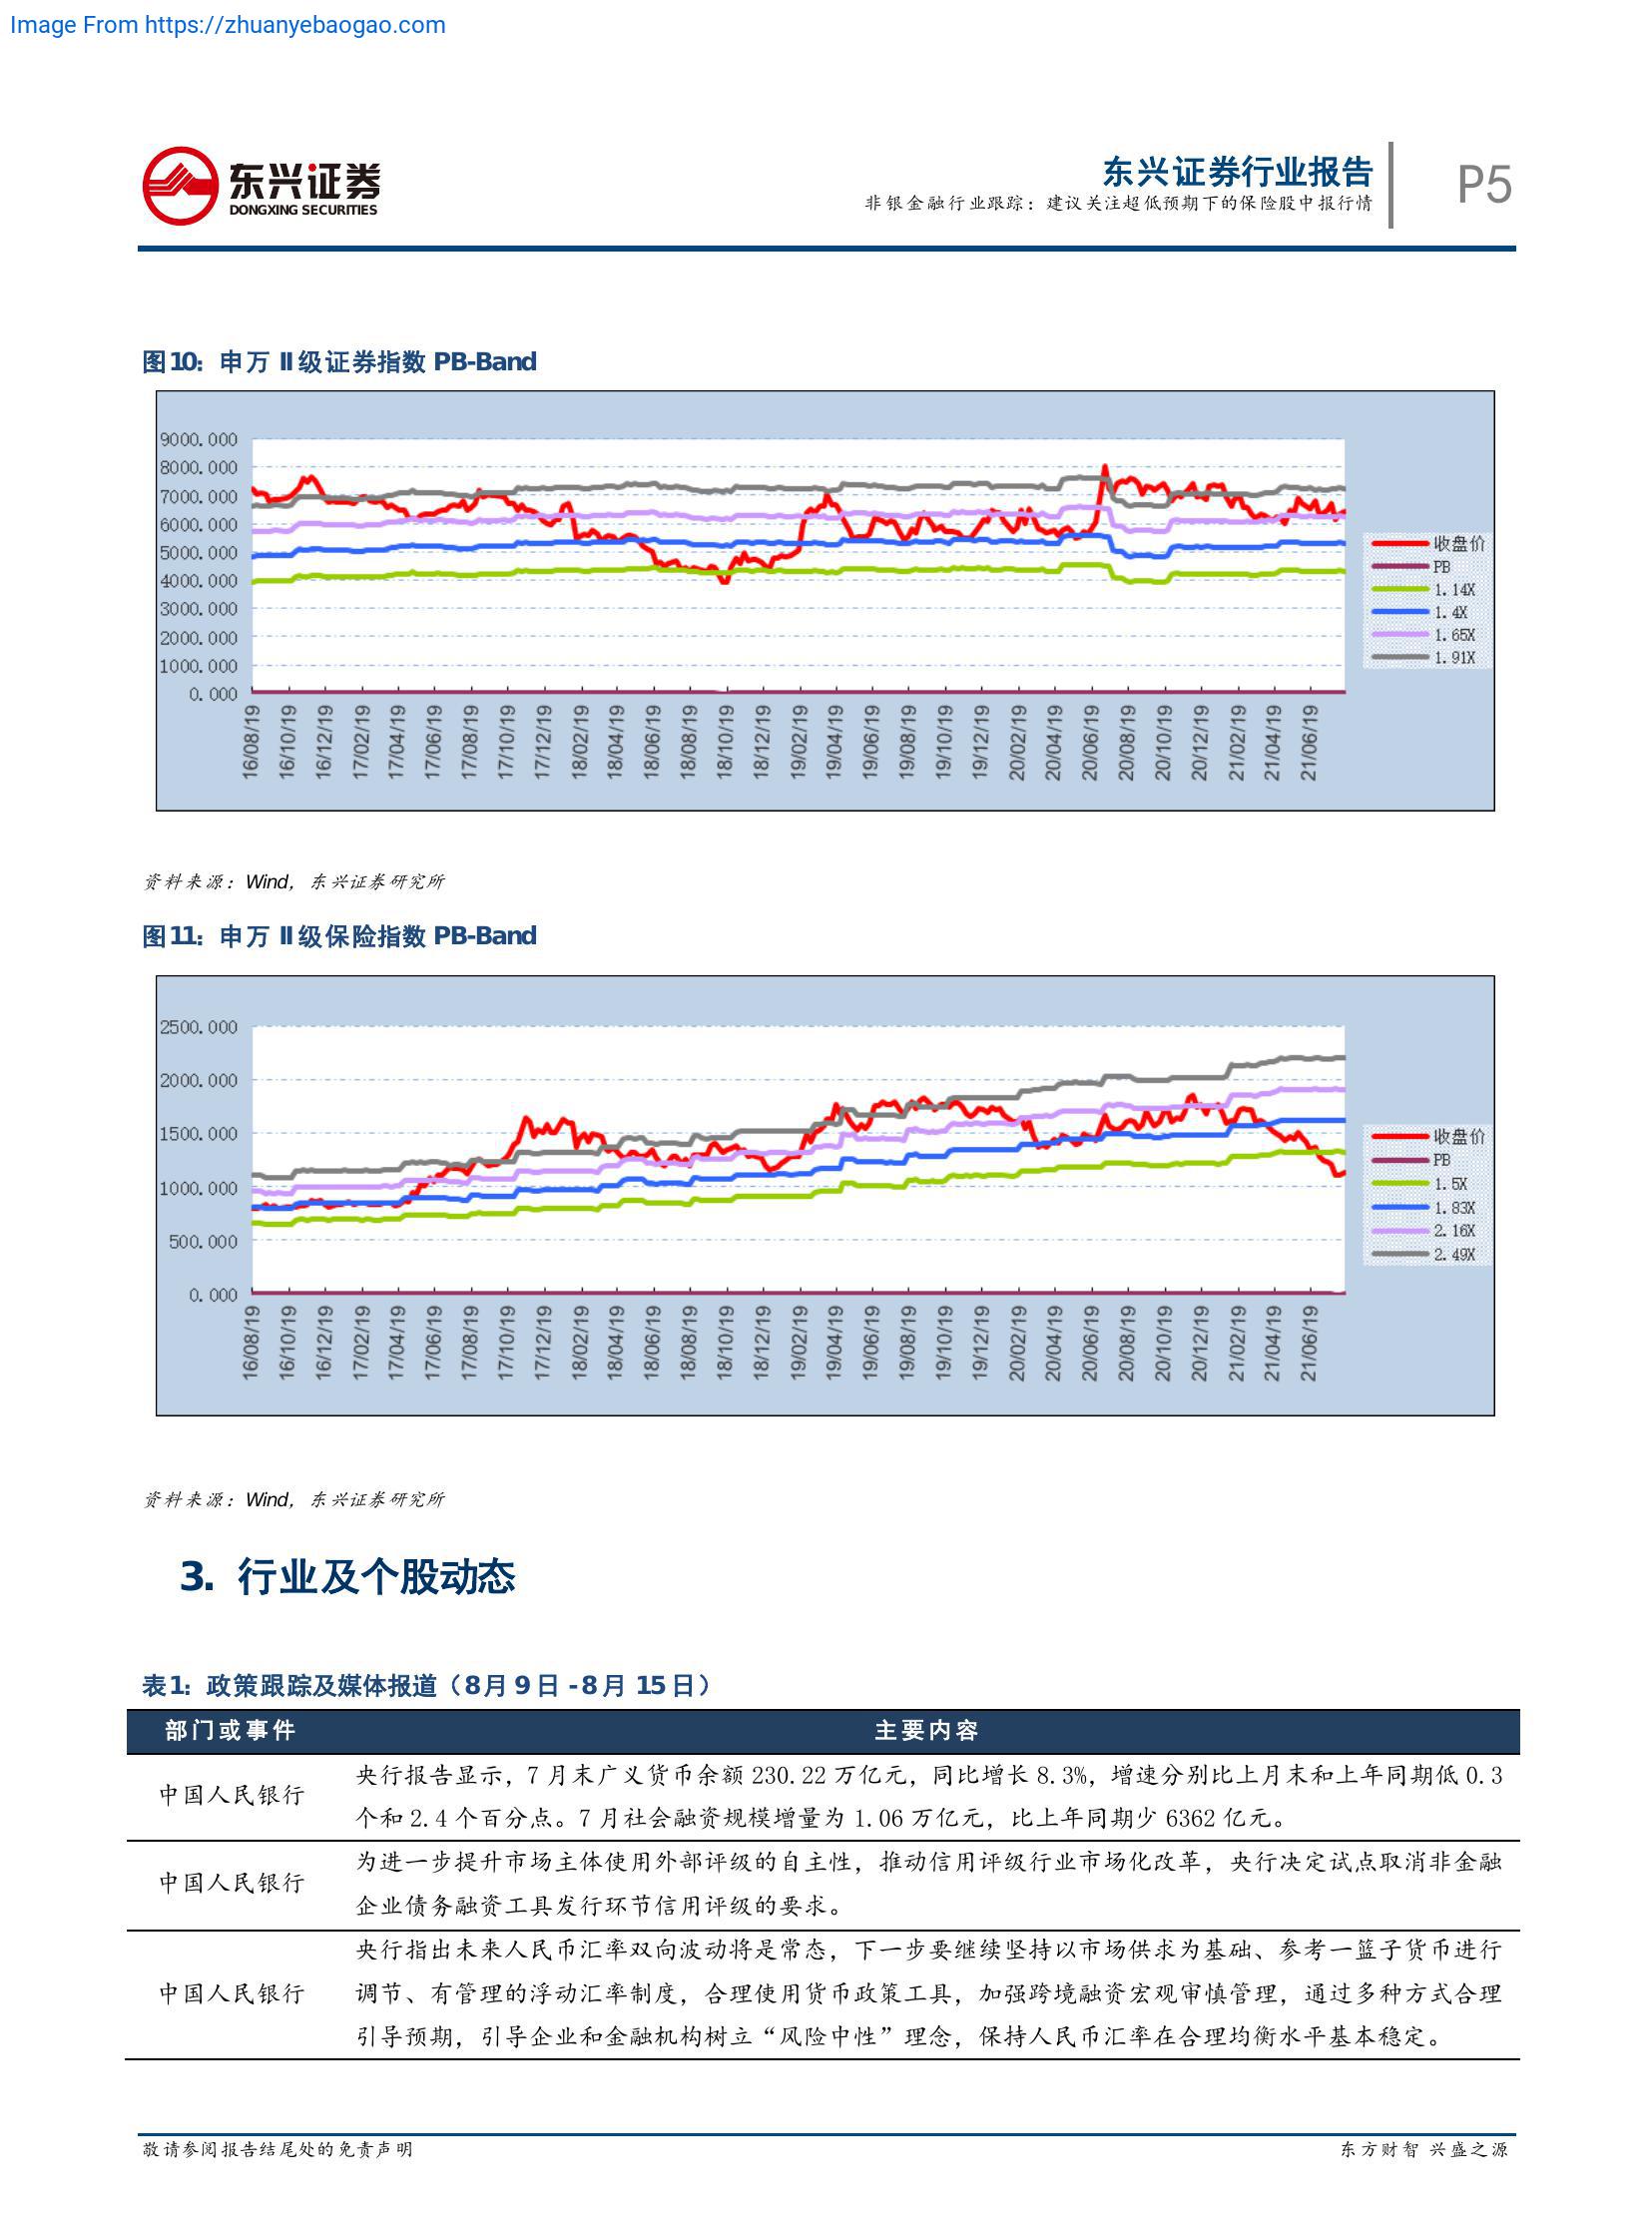 Image From https://zhuanyebaogao.com
东兴证券
DONGXING SECURITIES
东兴证券行业报告
非银金融行业跟踪：建议关注超低预期下的保险股中报行情
P5
图10：申万 II 级证券指数 PB-Band
9000.000
8000.000
7000.000
6000.000
5000.000
4000.000
3000.000
2000.000
1000.000
0.000
16/08/19
16/10/19
16/12/19
17/02/19
17/04/19
17/06/19
17/08/19
17/10/19
17/12/19
18/02/19
18/04/19
18/06/19
18/08/19
18/10/19
18/12/19
19/02/19
19/04/19
19/06/19
19/08/19
19/10/19
19/12/19
20/02/19
20/04/19
20/06/19
20/08/19
20/10/19
20/12/19
21/02/19
21/04/19
21/06/19
收盘价
PB
1.14X
1.4X
1.65X
1.91X
资料来源：Wind，东兴证券研究所
图11：申万 II 级保险指数 PB-Band
2500.000
2000.000
1500.000
1000.000
500.000
0.000
16/08/19
16/10/19
16/12/19
17/02/19
17/04/19
17/06/19
17/08/19
17/10/19
17/12/19
18/02/19
18/04/19
18/06/19
18/08/19
18/10/19
18/12/19
19/02/19
19/04/19
19/06/19
19/08/19
19/10/19
19/12/19
20/02/19
20/04/19
20/06/19
20/08/19
20/10/19
20/12/19
21/02/19
21/04/19
21/06/19
收盘价
PB
1.5X
1.83X
2.16X
2.49X
资料来源：Wind，东兴证券研究所
3. 行业及个股动态
表1：政策跟踪及媒体报道（8月9日-8月15日）
部门或事件 主要内容
中国人民银行
央行报告显示，7月末广义货币余额 230.22 万亿元，同比增长 8.3%，增速分别比上月末和上年同期低 0.3
个和 2.4 个百分点。7月社会融资规模增量为 1.06 万亿元，比上年同期少 6362 亿元。
中国人民银行
为进一步提升市场主体使用外部评级的自主性，推动信用评级行业市场化改革，央行决定试点取消非金融
企业债务融资工具发行环节信用评级的要求。
中国人民银行
央行指出未来人民币汇率双向波动将是常态，下一步要继续坚持以市场供求为基础、参考一篮子货币进行
调节、有管理的浮动汇率制度，合理使用货币政策工具，加强跨境融资宏观审慎管理，通过多种方式合理
引导预期，引导企业和金融机构树立“风险中性”理念，保持人民币汇率在合理均衡水平基本稳定。
敬请参阅报告结尾处的免责声明
东方财智 兴盛之源